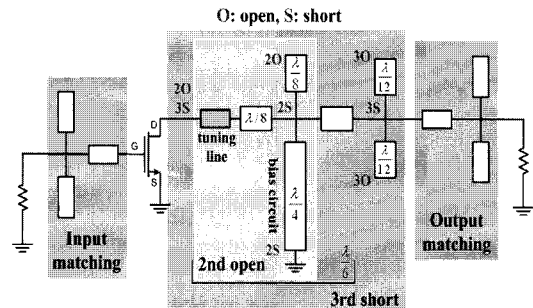 O: open, S: short
2O
λ/8
3O
λ/12
2O
3S
D
G
S
tuning
line
λ/8
2S
3S
bias circuit
λ/4
λ/12
3O
2S
Input
matching
2nd open
λ/6
3rd short
Output
matching